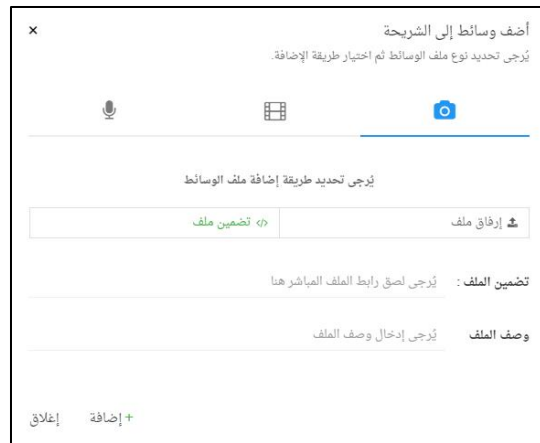 أضف وسائط إلى الشريحة
يُرجى تحديد نوع ملف الوسائط ثم اختيار طريقة الإضافة.
يُرجى تحديد طريقة إضافة ملف الوسائط
إرفاق ملف
</> تضمين ملف
تضمين الملف : يُرجى لصق رابط الملف المباشر هنا
وصف الملف يُرجى إدخال وصف الملف
+ إضافة إغلاق